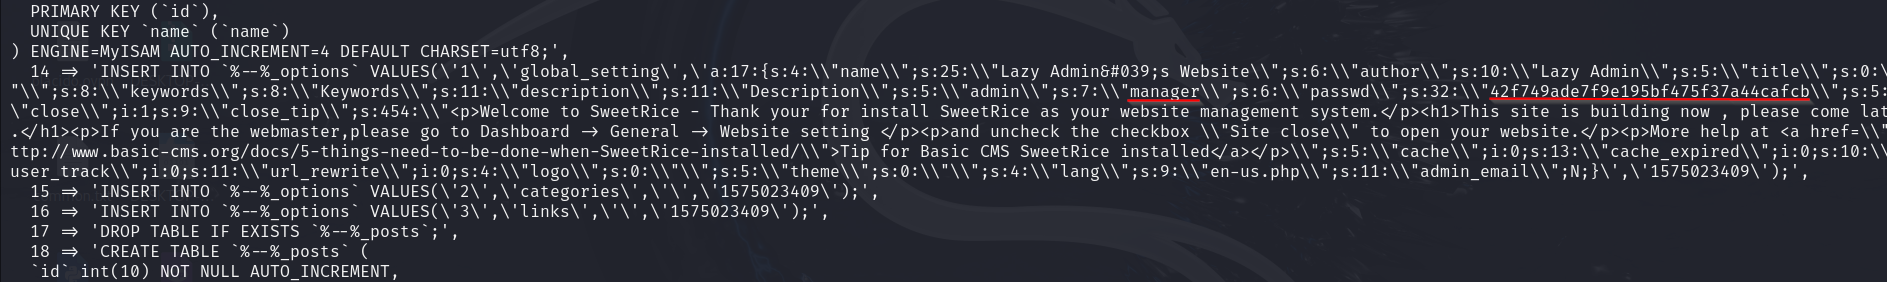 PRIMARY KEY (`id`),
UNIQUE KEY `name` (`name`)
) ENGINE=MyISAM AUTO_INCREMENT=4 DEFAULT CHARSET=utf8;',
14 => 'INSERT INTO `%--%_options` VALUES(\'1\',\'global_setting\',\'a:17:{s:4:\\"name\\";s:25:\\"Lazy Admin&#039;s Website\\";s:6:\\"author\\";s:10:\\"Lazy Admin\\";s:5:\\"title\\";s:0:\
"\\";s:8:\\"keywords\\";s:8:\\"Keywords\\";s:11:\\"description\\";s:11:\\"Description\\";s:5:\\"admin\\";s:7:\\"manager\\";s:6:\\"passwd\\";s:32:\\"42f749ade7f9e195bf475f37a44cafcb\\";s:5:
\"close\\";i:1;s:9:\\"close_tip\\";s:454:\\"<p>Welcome to SweetRice - Thank your for install SweetRice as your website management system.</p><h1>This site is building now , please come lat
.</h1><p>If you are the webmaster,please go to Dashboard -> General -> Website setting </p><p>and uncheck the checkbox \\"Site close\\" to open your website.</p><p>More help at <a href=\\"
ttp://www.basic-cms.org/docs/5-things-need-to-be-done-when-SweetRice-installed/\\">Tip for Basic CMS SweetRice installed</a></p>\\";s:5:\\"cache\\";i:0;s:13:\\"cache_expired\\";i:0;s:10:\\
user_track\\";i:0;s:11:\\"url_rewrite\\";i:0;s:4:\\"logo\\";s:0:\\"\\";s:5:\\"theme\\";s:0:\\"\\";s:4:\\"lang\\";s:9:\\"en-us.php\\";s:11:\\"admin_email\\";N;}\',\'1575023409\');',
15 => 'INSERT INTO `%--%_options` VALUES(\'2\',\'categories\',\'\',\'1575023409\');',
16 => 'INSERT INTO `%--%_options` VALUES(\'3\',\'links\',\'\',\'1575023409\');',
17 => 'DROP TABLE IF EXISTS `%--%_posts`;',
18 => 'CREATE TABLE `%--%_posts` (
`id` int(10) NOT NULL AUTO_INCREMENT,